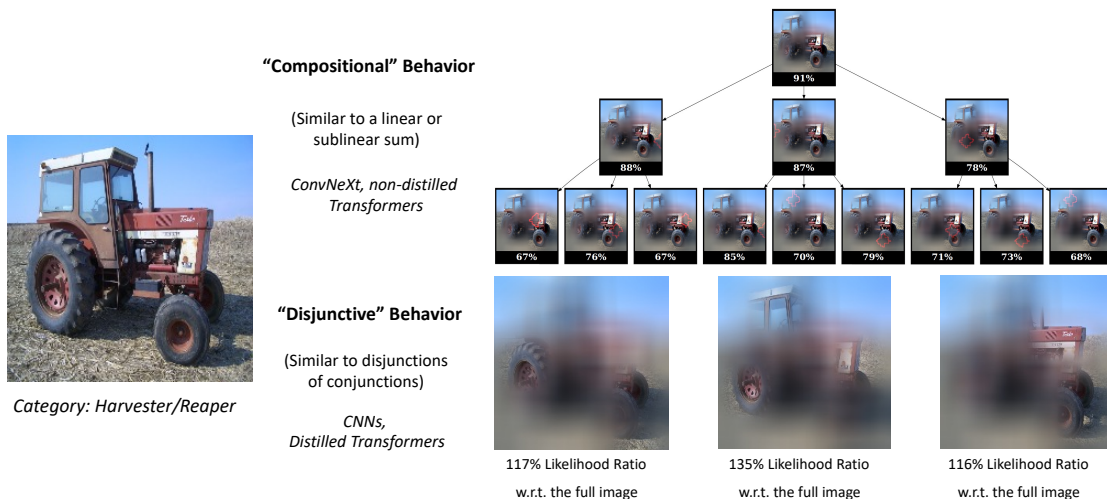 “Compositional” Behavior
(Similar to a linear or
sublinear sum)
ConvNeXt, non-distilled
Transformers
91%
88%
87%
78%
67%
76%
67%
85%
70%
79%
71%
73%
68%
Category: Harvester/Reaper
“Disjunctive” Behavior
(Similar to disjunctions
of conjunctions)
CNNs,
Distilled Transformers
117% Likelihood Ratio
w.r.t. the full image
135% Likelihood Ratio
w.r.t. the full image
116% Likelihood Ratio
w.r.t. the full image